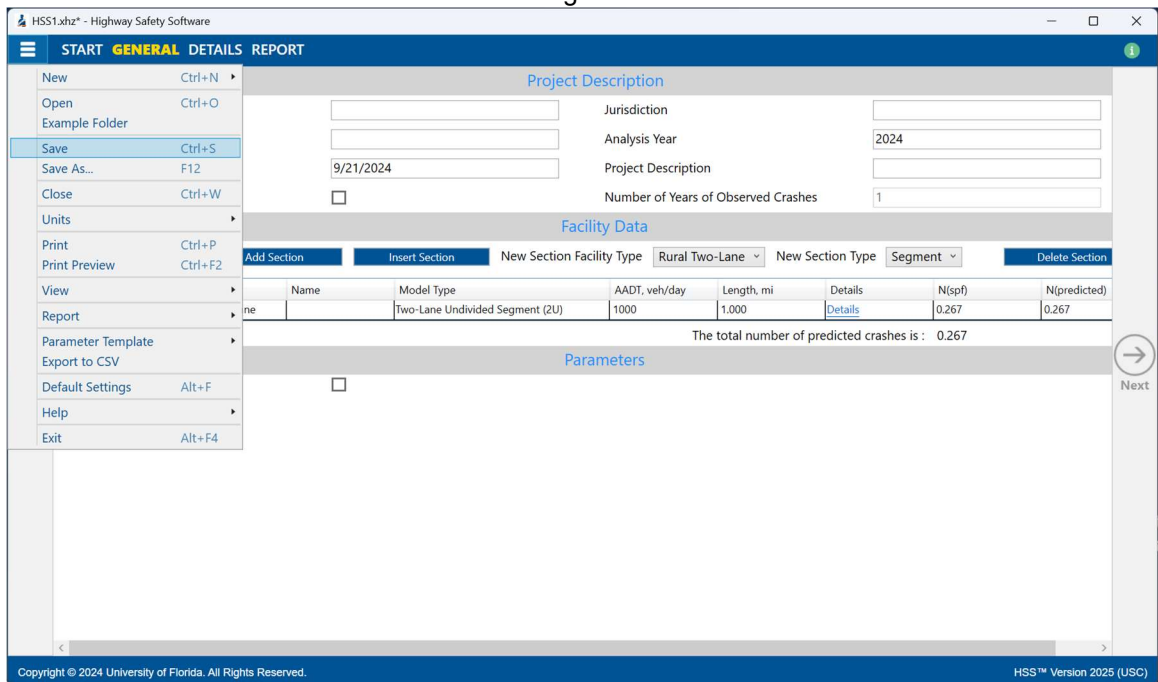 HSS1.xhz* - Highway Safety Software
START GENERAL DETAILS REPORT
New Ctrl+N
Open Ctrl+O
Example Folder
Save Ctrl+S
Save As... F12
Close Ctrl+W
Units
Print Ctrl+P
Print Preview Ctrl+F2
View
Report
Parameter Template
Export to CSV
Default Settings Alt+F
Help
Exit Alt+F4
Project Description
Jurisdiction
Analysis Year 2024
9/21/2024 Project Description
Number of Years of Observed Crashes 1
Facility Data
Add Section Insert Section New Section Facility Type Rural Two-Lane New Section Type Segment Delete Section
Name Model Type AADT, veh/day Length, mi Details N(spf) N(predicted)
ne Two-Lane Undivided Segment (2U) 1000 1.000 Details 0.267 0.267
The total number of predicted crashes is : 0.267
Parameters
Next
Copyright © 2024 University of Florida. All Rights Reserved. HSS™ Version 2025 (USC)